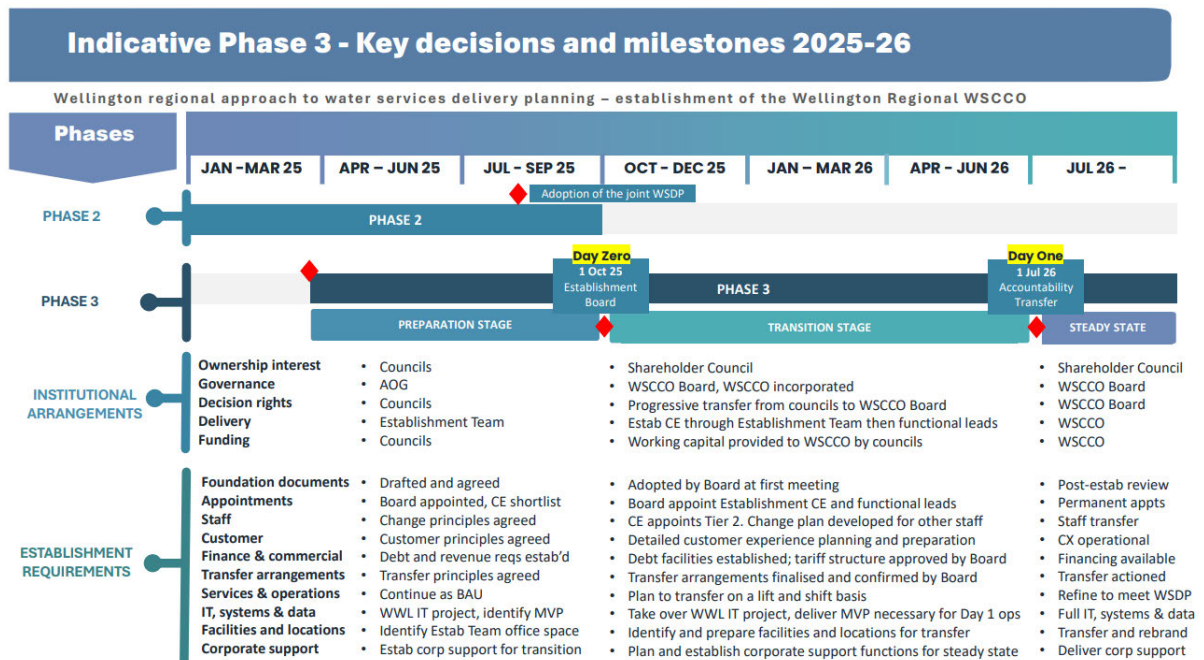 Indicative Phase 3 - Key decisions and milestones 2025-26
Wellington regional approach to water services delivery planning – establishment of the Wellington Regional WSCCO
Phases
JAN –MAR 25 APR – JUN 25 JUL – SEP 25 OCT – DEC 25 JAN – MAR 26 APR - JUN 26 JUL 26 –
Adoption of the joint WSDP
PHASE 2
PHASE 2
Day Zero
1 Oct 25
Establishment
Board
Day One
1 Jul 26
Accountability
Transfer
PHASE 3
PHASE 3
PREPARATION STAGE TRANSITION STAGE STEADY STATE
INSTITUTIONAL
ARRANGEMENTS
Ownership interest • Councils • Shareholder Council • Shareholder Council
Governance • AOG • WSCCO Board, WSCCO incorporated • WSCCO Board
Decision rights • Councils • Progressive transfer from councils to WSCCO Board • WSCCO Board
Delivery • Establishment Team • Estab CE through Establishment Team then functional leads • WSCCO
Funding • Councils • Working capital provided to WSCCO by councils • WSCCO
ESTABLISHMENT
REQUIREMENTS
Foundation documents • Drafted and agreed • Adopted by Board at first meeting • Post-estab review
Appointments • Board appointed, CE shortlist • Board appoint Establishment CE and functional leads • Permanent appts
Staff • Change principles agreed • CE appoints Tier 2. Change plan developed for other staff • Staff transfer
Customer • Customer principles agreed • Detailed customer experience planning and preparation • CX operational
Finance & commercial • Debt and revenue reqs estab’d • Debt facilities established; tariff structure approved by Board • Financing available
Transfer arrangements • Transfer principles agreed • Transfer arrangements finalised and confirmed by Board • Transfer actioned
Services & operations • Continue as BAU • Plan to transfer on a lift and shift basis • Refine to meet WSDP
IT, systems & data • WWL IT project, identify MVP • Take over WWL IT project, deliver MVP necessary for Day 1 ops • Full IT, systems & data
Facilities and locations • Identify Estab Team office space • Identify and prepare facilities and locations for transfer • Transfer and rebrand
Corporate support • Estab corp support for transition • Plan and establish corporate support functions for steady state • Deliver corp support